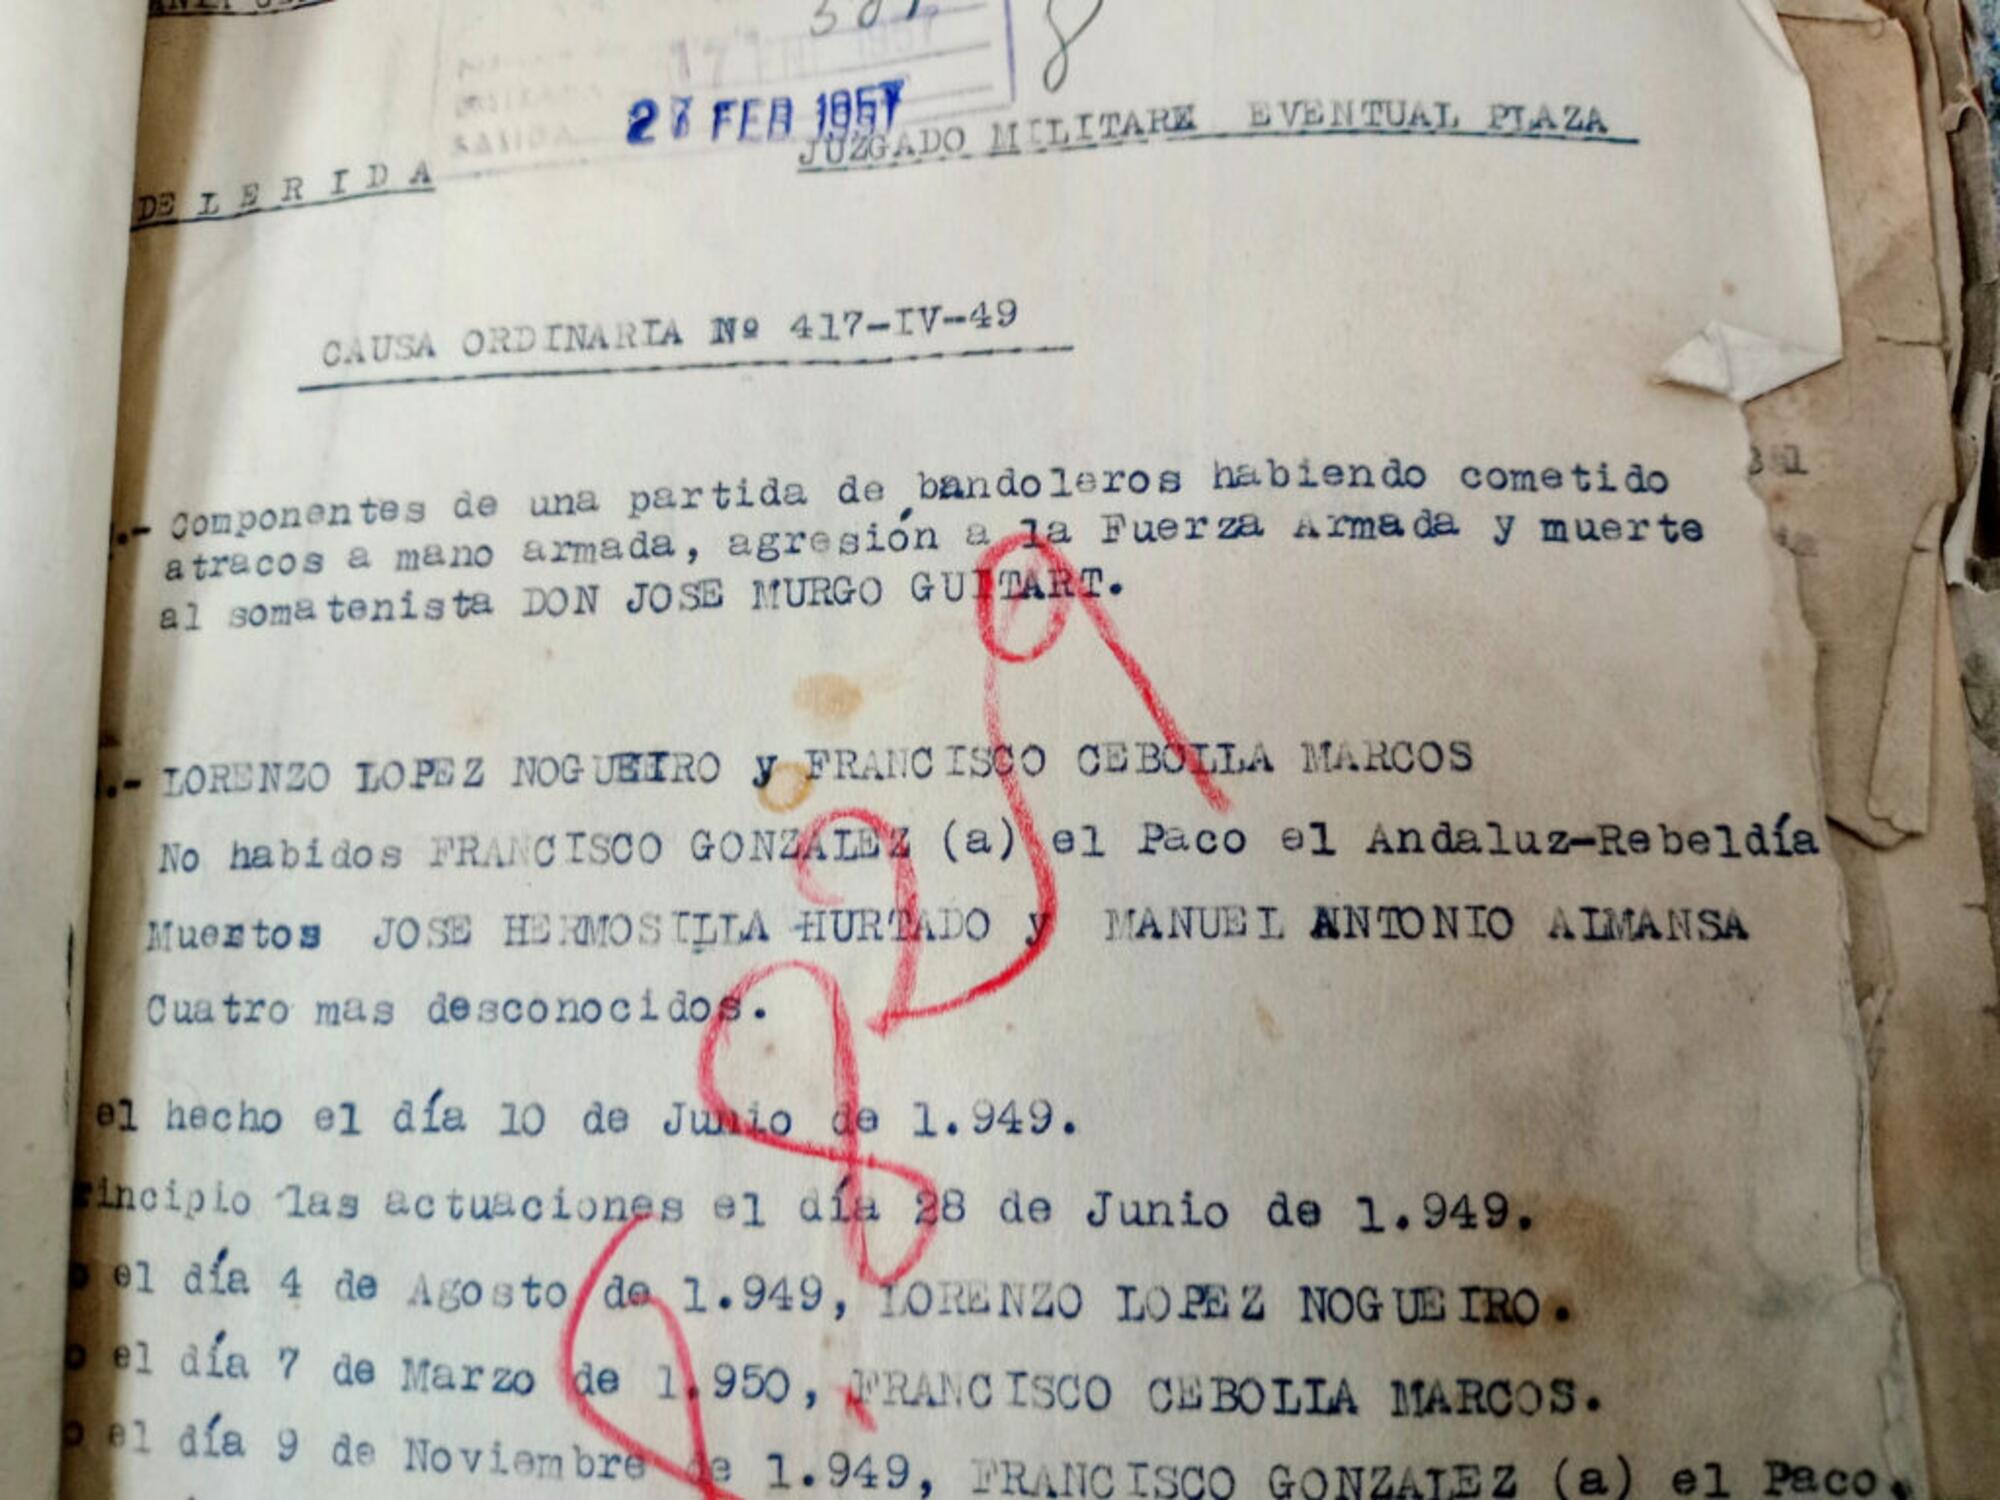 8
27 FEB 1957
JUZGADO MILITARE EVENTUAL PLAZA
DE L E R I D A
CAUSA ORDINARIA Nº 417-IV-49
.- Componentes de una partida de bandoleros habiendo cometido
atracos a mano armada, agresión a la Fuerza Armada y muerte
al somatenista DON JOSE MURGO GUITART.
.- LORENZO LOPEZ NOGUEIRO y FRANCISCO CEBOLLA MARCOS
No habidos FRANCISCO GONZALEZ (a) el Paco el Andaluz-Rebeldía
Muertos JOSE HERMOSILLA HURTADO y MANUEL ANTONIO ALMANSA
Cuatro mas desconocidos.
el hecho el día 10 de Junio de 1.949.
rincipio las actuaciones el día 28 de Junio de 1.949.
o el día 4 de Agosto de 1.949, LORENZO LOPEZ NOGUEIRO.
o el día 7 de Marzo de 1.950, FRANCISCO CEBOLLA MARCOS.
o el día 9 de Noviembre de 1.949, FRANCISCO GONZALEZ (a) el Paco.